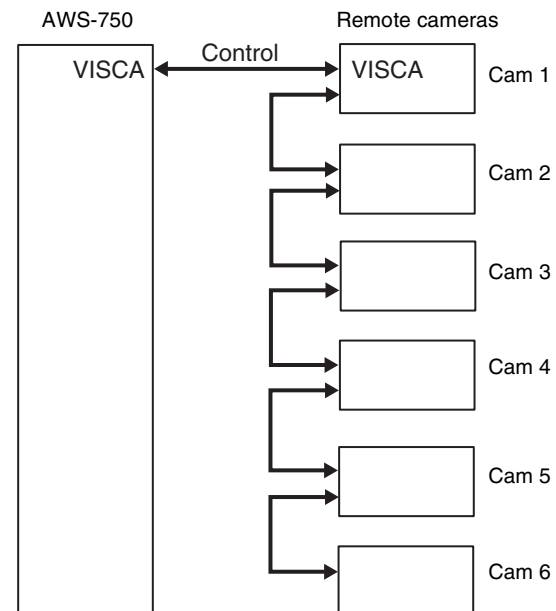 AWS-750 Remote cameras
VISCA Control VISCA Cam 1
Cam 2
Cam 3
Cam 4
Cam 5
Cam 6